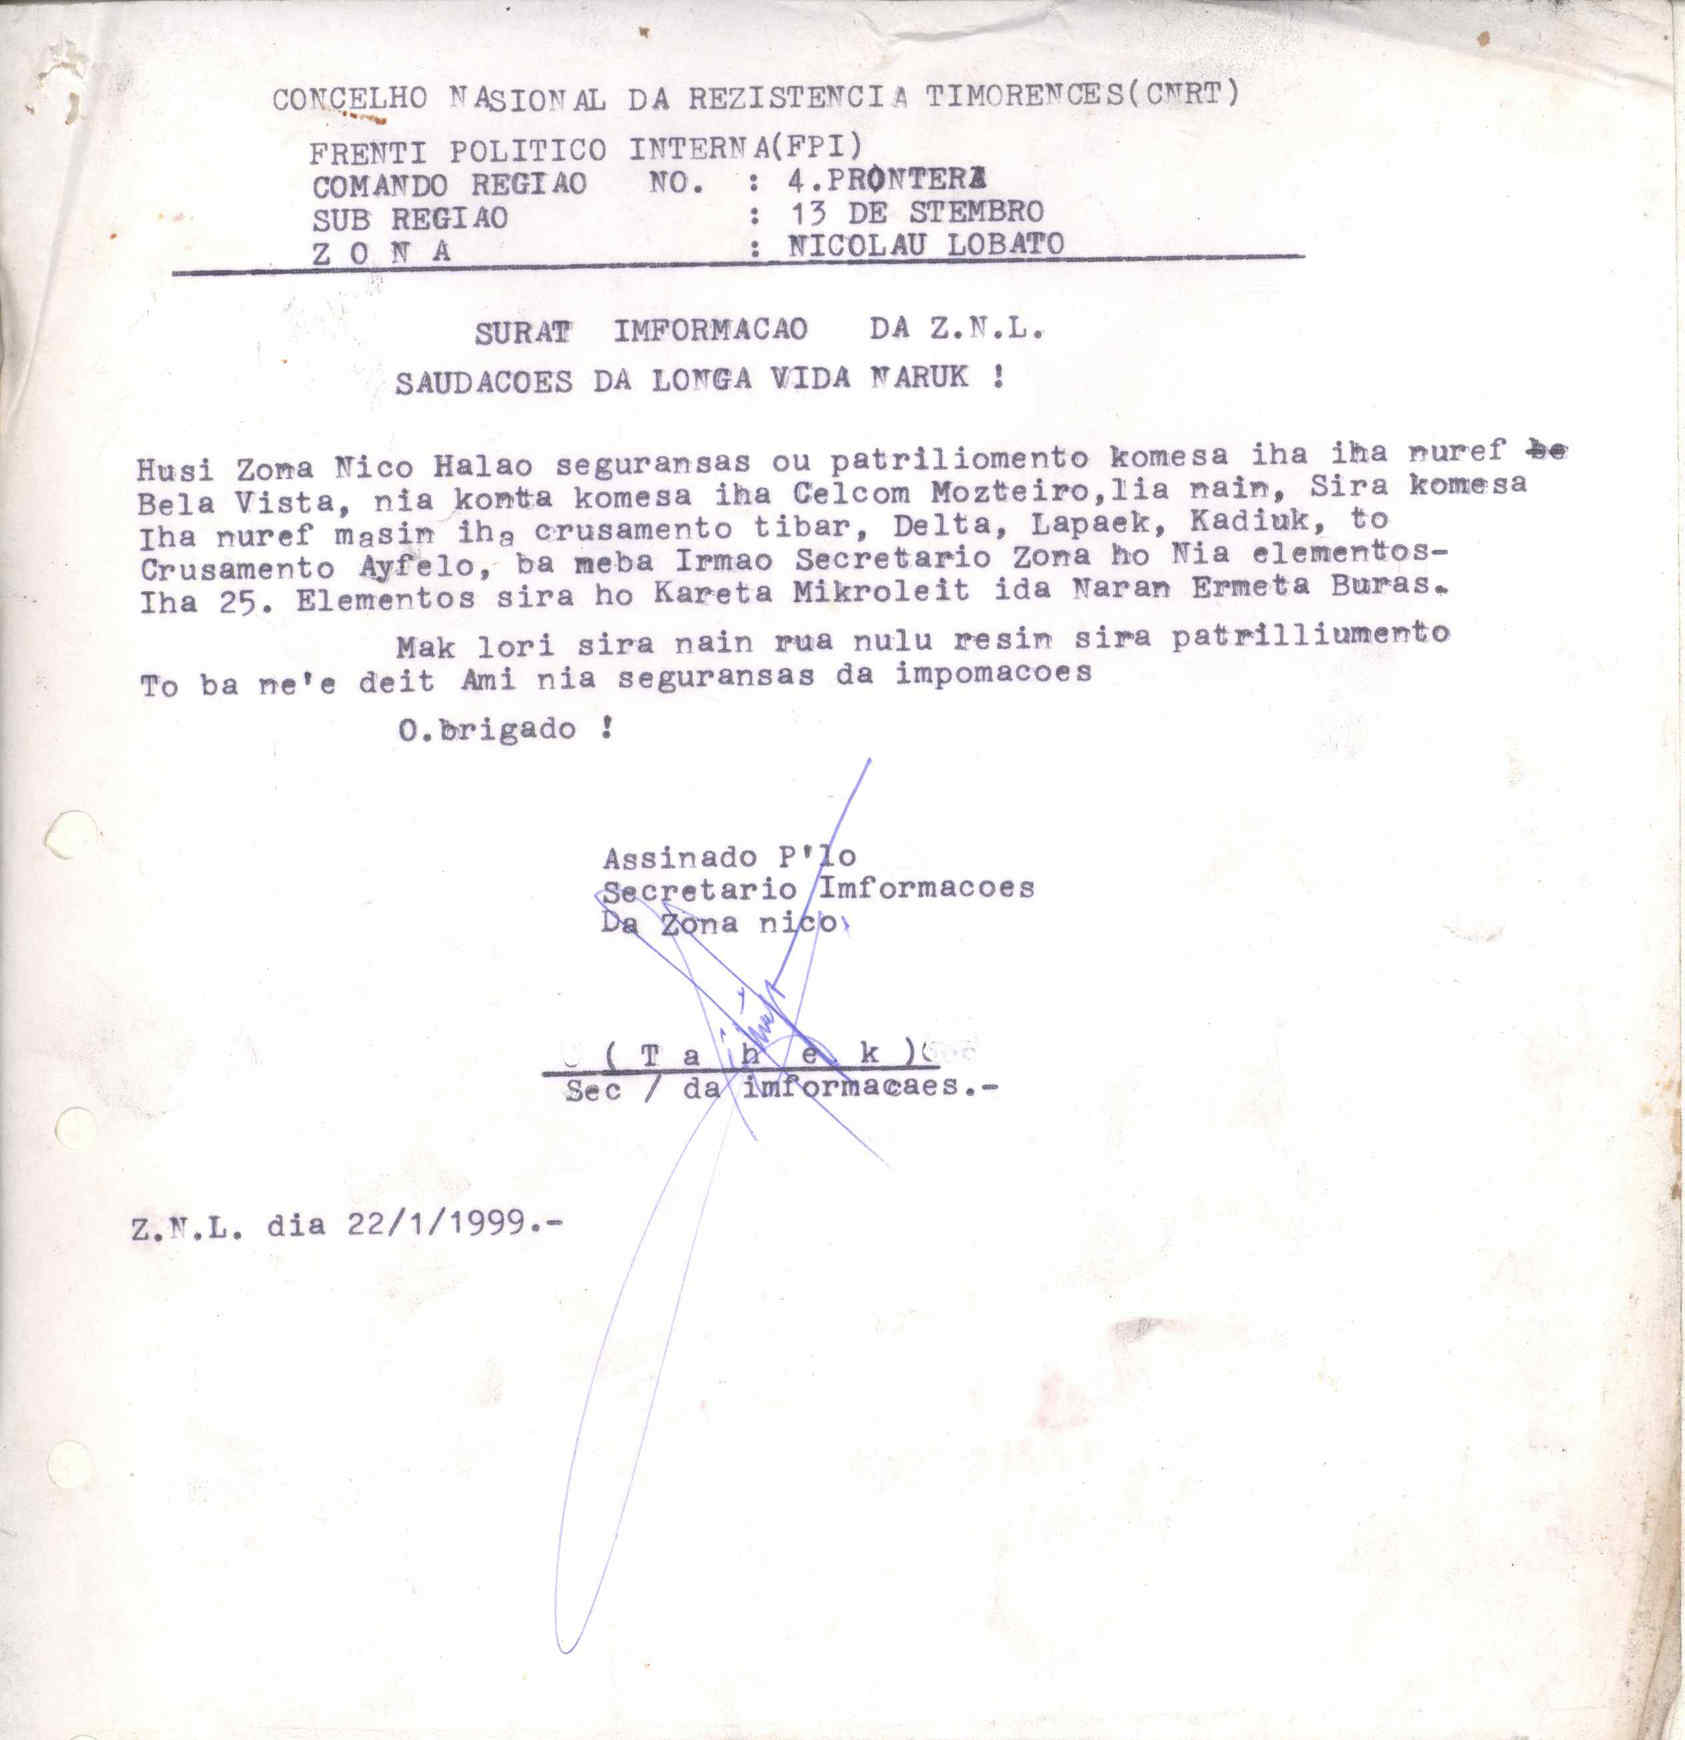 CONCELHO NASIONAL DA REZISTENCIA TIMORENCES(CNRT)
FRENTI POLITICO INTERNA(FPI)
COMANDO REGIAO NO. : 4.PRONTERA
SUB REGIAO : 13 DE STEMBRO
Z O N A : NICOLAU LOBATO
SURAT IMFORMACAO DA Z.N.L.
SAUDACOES DA LONGA VIDA NARUK !
Husi Zona Nico Halao seguransas ou patriliomento komesa iha iha nuref be
Bela Vista, nia konta komesa iha Celcom Mozteiro,lia nain, Sira komesa
Iha nuref masin iha crusamento tibar, Delta, Lapaek, Kadiuk, to
Crusamento Ayfelo, ba meba Irmao Secretario Zona ho Nia elementos-
Iha 25. Elementos sira ho Kareta Mikroleit ida Naran Ermeta Buras.
Mak lori sira nain rua nulu resin sira patrilliumento
To ba ne'e deit Ami nia seguransas da impomacoes
O.brigado !
Assinado P'lo
Secretario Imformacoes
Da Zona nico
( T a h e k )
Sec / da imformacaes.-
Z.N.L. dia 22/1/1999.-